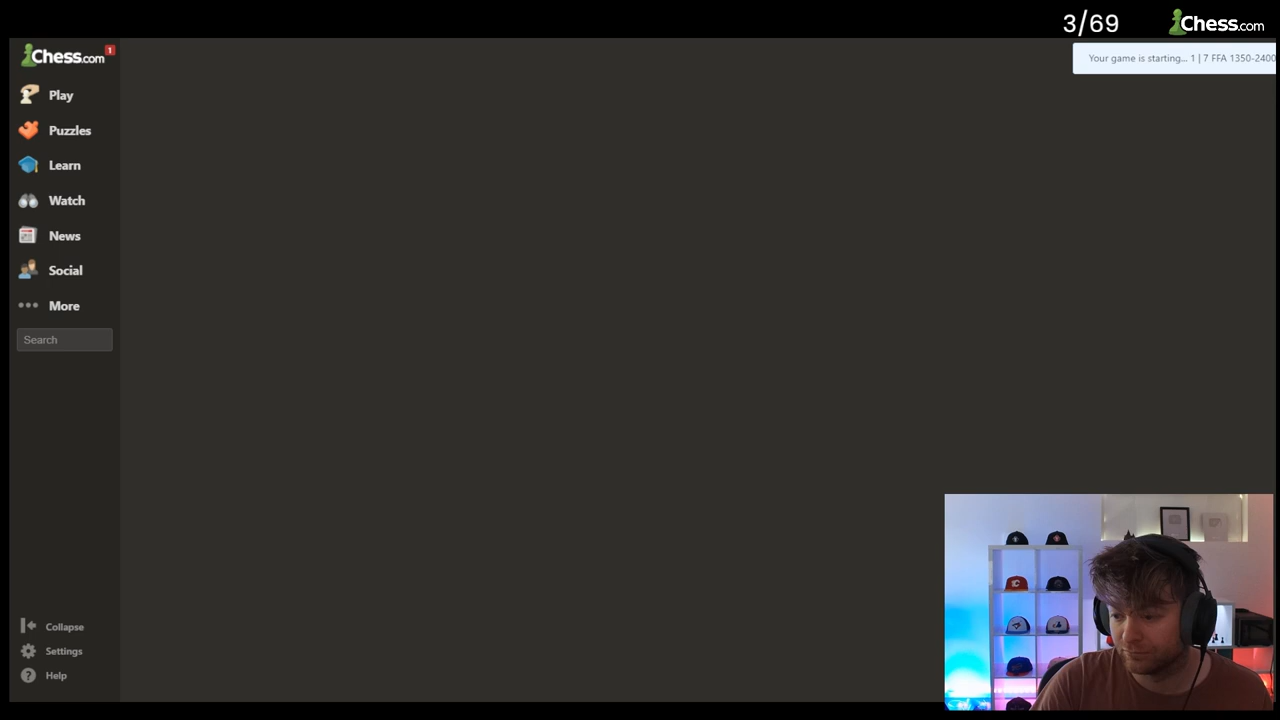 3/69
Chess.com
Chess.com
1
Your game is starting... 1 | 7 FFA 1350-2400
Play
Puzzles
Learn
Watch
News
Social
More
Search
Collapse
Settings
Help